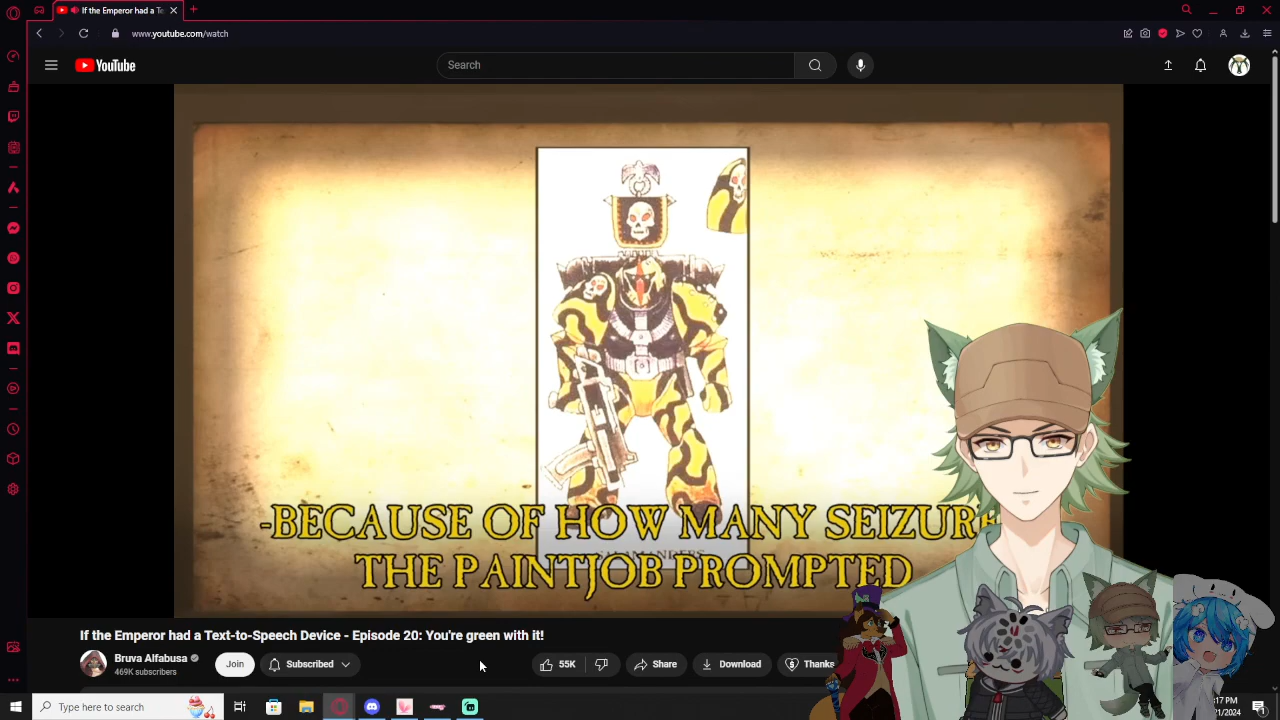 If the Emperor had a Te
www.youtube.com/watch
YouTube
Search
-BECAUSE OF HOW MANY
THE PAINTJOB PROMPTED
If the Emperor had a Text-to-Speech Device - Episode 20: You're green with it!
Bruva Alfabusa
469K subscribers
Join
Subscribed
55K
Share
Download
Thanks
Type here to search